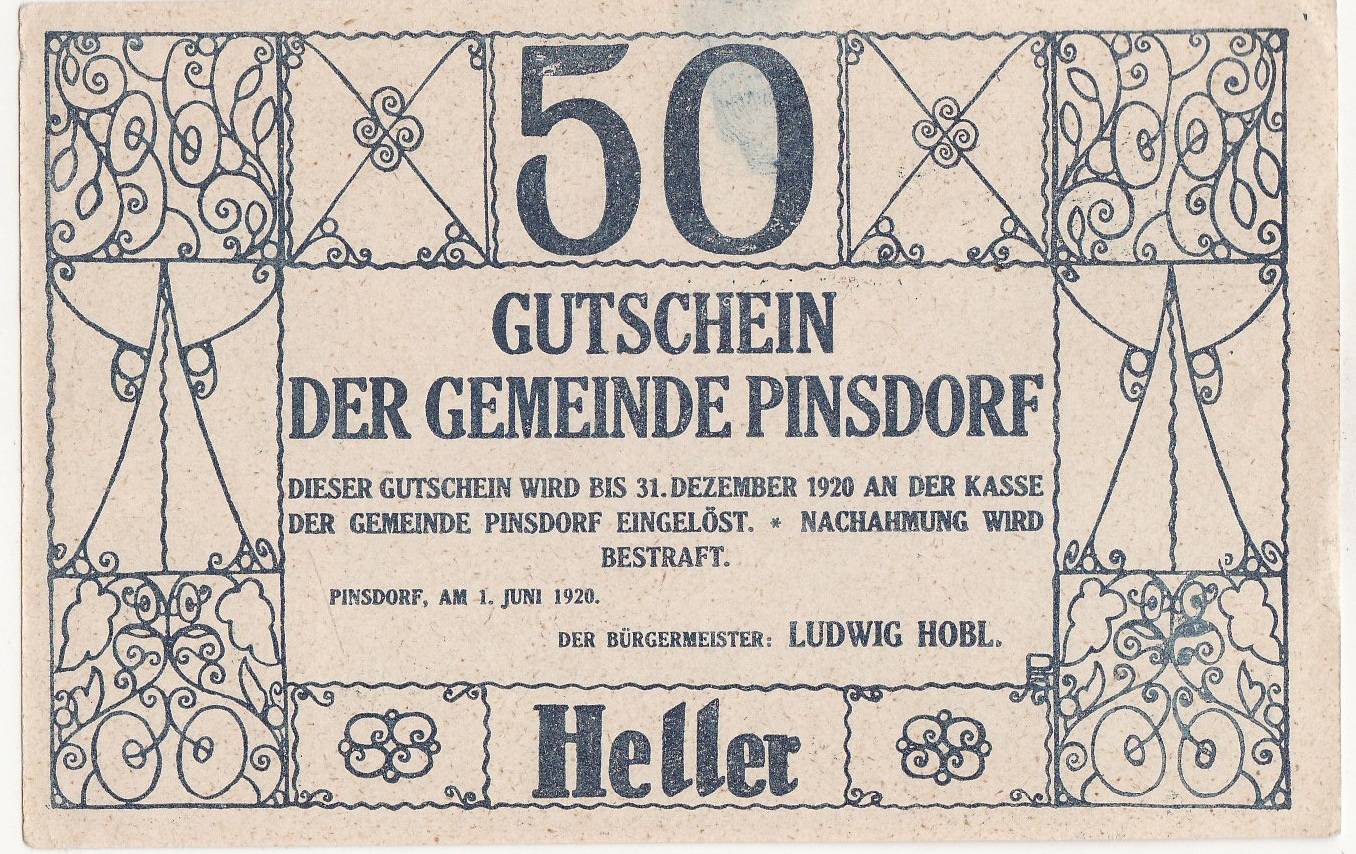 50
GUTSCHEIN
DER GEMEINDE PINSDORF
DIESER GUTSCHEIN WIRD BIS 31. DEZEMBER 1920 AN DER KASSE
DER GEMEINDE PINSDORF EINGELÖST. * NACHAHMUNG WIRD
BESTRAFT.
PINSDORF, AM 1. JUNI 1920.
DER BÜRGERMEISTER: LUDWIG HOBL.
Heller